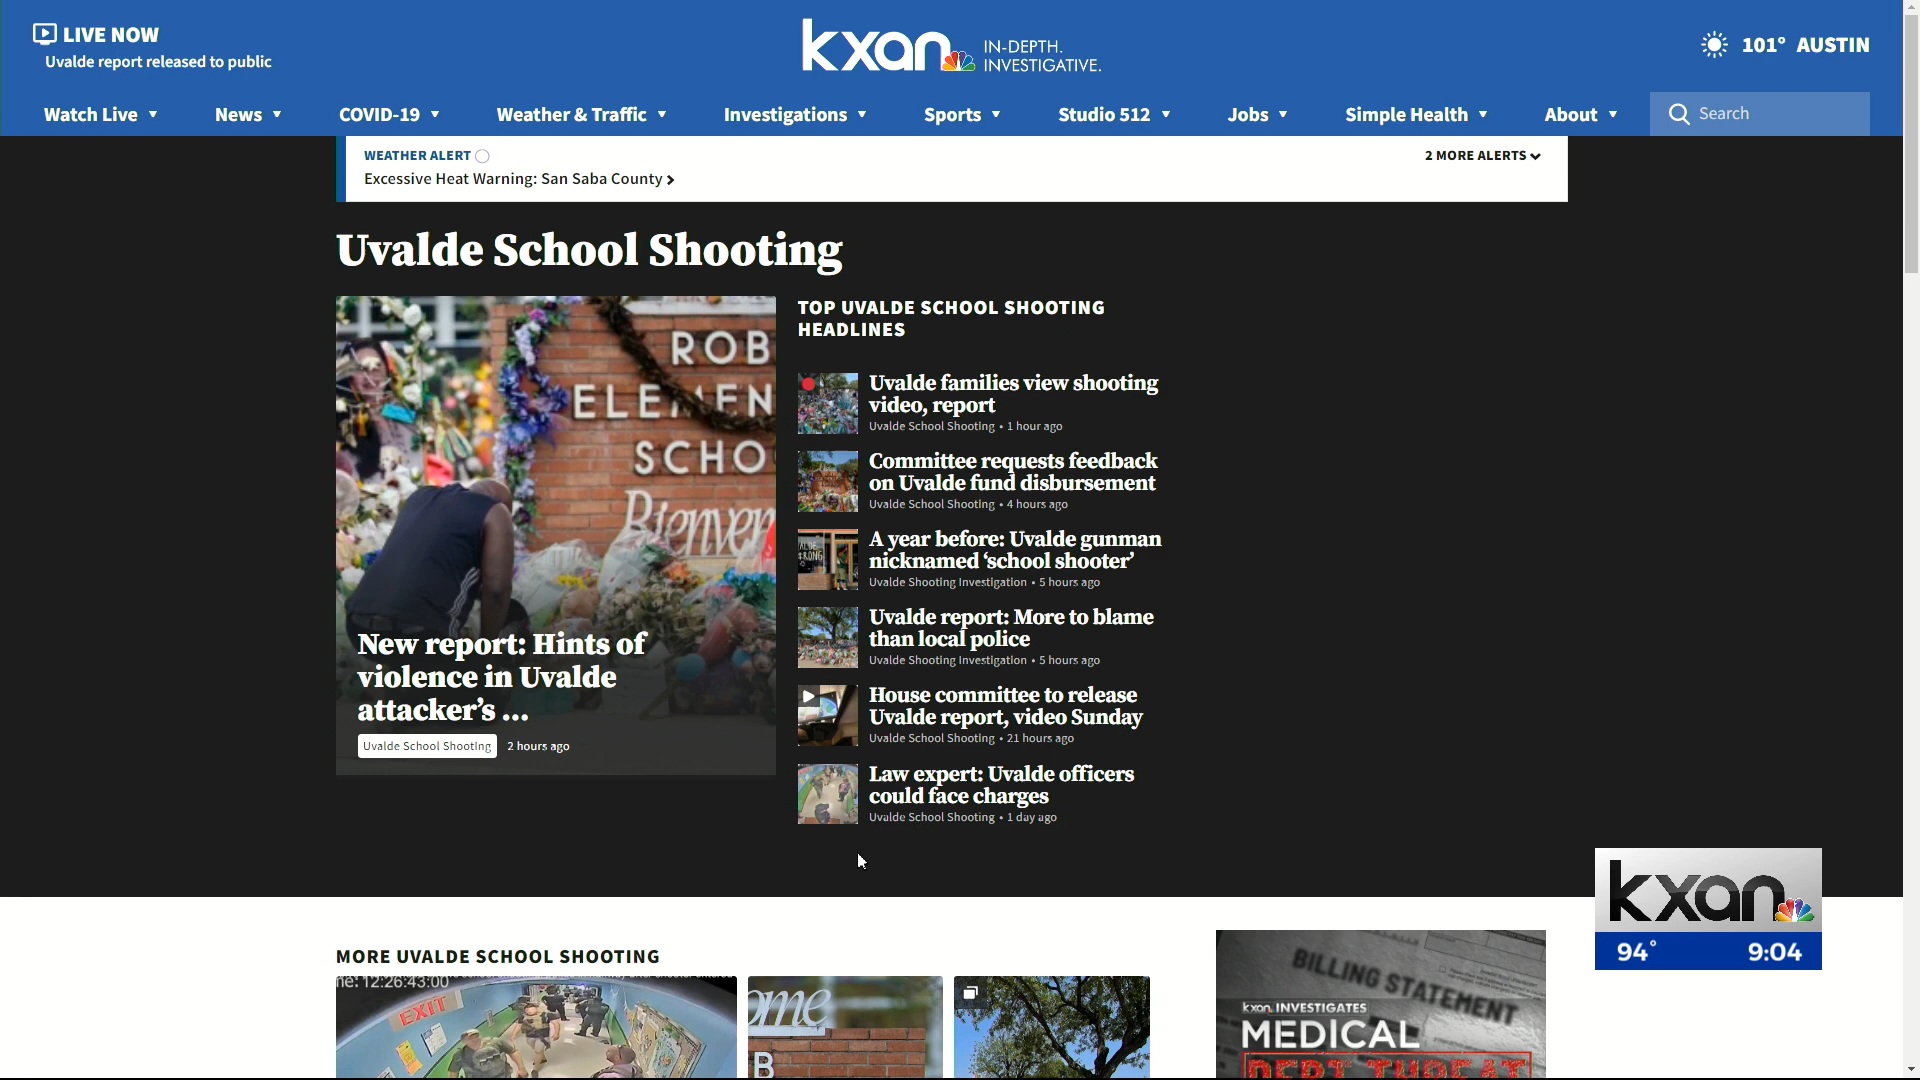 LIVE NOW
Uvalde report released to public
kxan IN-DEPTH.
INVESTIGATIVE.
101° AUSTIN
Watch Live News COVID-19 Weather & Traffic Investigations Sports Studio 512 Jobs Simple Health About Search
WEATHER ALERT
2 MORE ALERTS
Excessive Heat Warning: San Saba County
Uvalde School Shooting
ROB
ELEMEN
SCHO
Bienven
New report: Hints of
violence in Uvalde
attacker’s ...
Uvalde School Shooting 2 hours ago
TOP UVALDE SCHOOL SHOOTING
HEADLINES
Uvalde families view shooting
video, report
Uvalde School Shooting • 1 hour ago
Committee requests feedback
on Uvalde fund disbursement
Uvalde School Shooting • 4 hours ago
A year before: Uvalde gunman
nicknamed ‘school shooter’
Uvalde Shooting Investigation • 5 hours ago
Uvalde report: More to blame
than local police
Uvalde Shooting Investigation • 5 hours ago
House committee to release
Uvalde report, video Sunday
Uvalde School Shooting • 21 hours ago
Law expert: Uvalde officers
could face charges
Uvalde School Shooting • 1 day ago
kxan
94° 9:04
MORE UVALDE SCHOOL SHOOTING
me: 12:26:43:00
EXIT
ome
B
BILLING STATEMENT
kxan INVESTIGATES
MEDICAL
DEBT THREAT